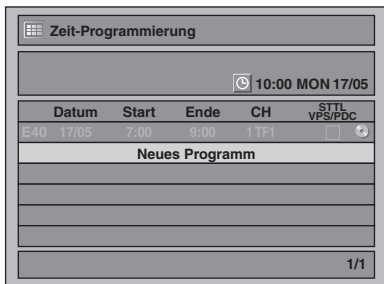 Zeit-Programmierung
10:00 MON 17/05
Datum Start Ende CH STTL VPS/PDC
E40 17/05 7:00 9:00 1 TF1
Neues Programm
1/1